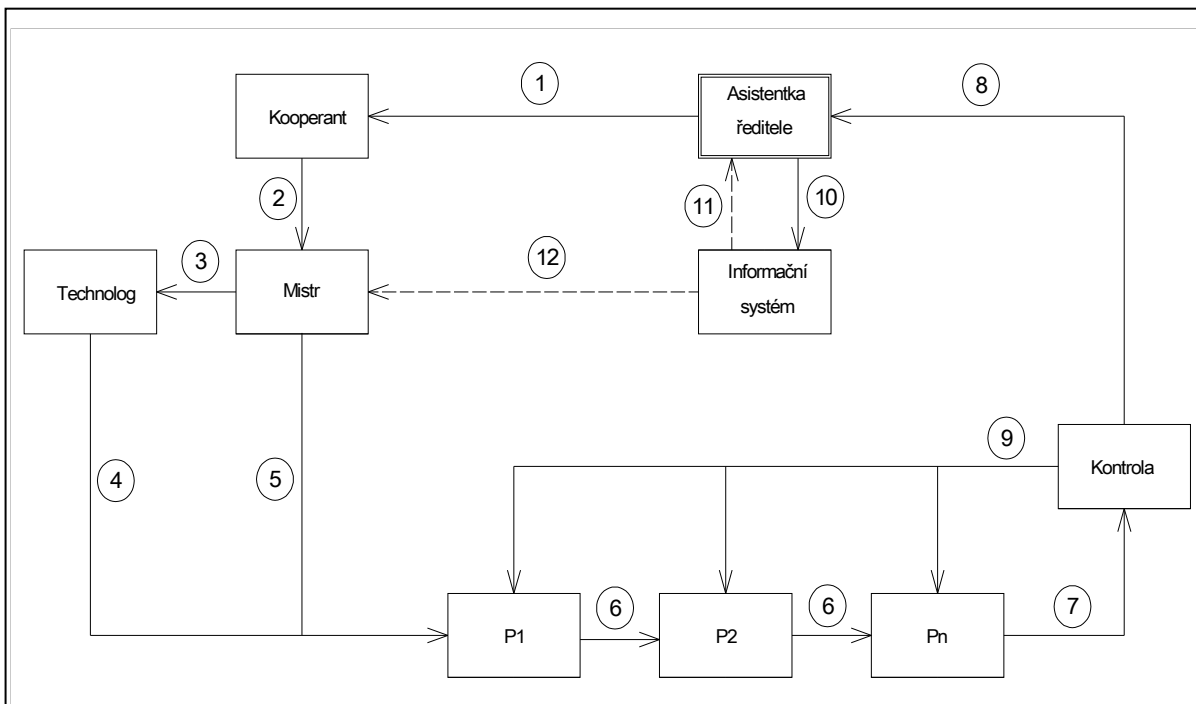 1
Asistentka
ředitele
8
Kooperant
2
11
10
3
12
Technolog
Mistr
Informační
systém
4
5
9
Kontrola
P1
6
P2
6
Pn
7